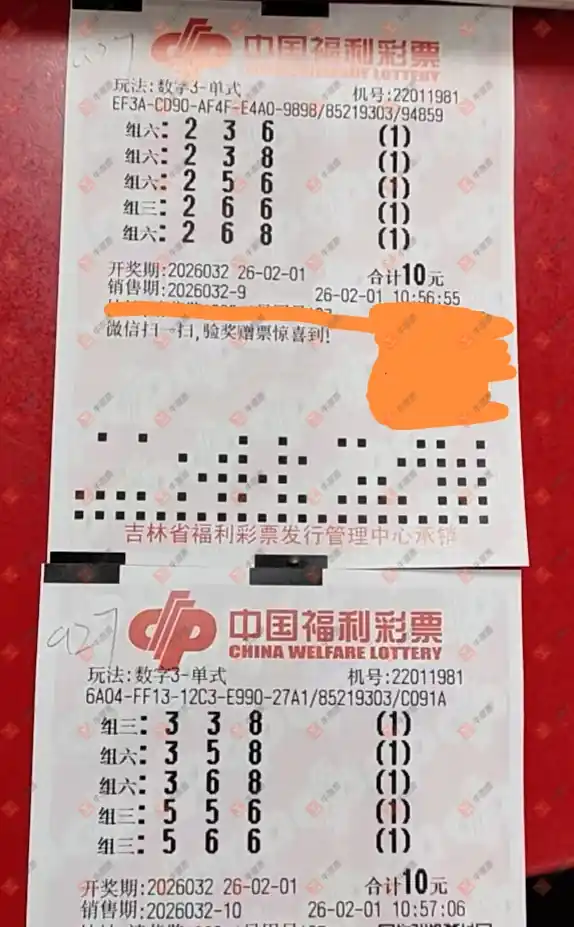 中国福利彩票
CHINA WELFARE LOTTERY
玩法:数字3-单式 机号:22011981
EF3A-CD90-AF4F-E4A0-9898/85219303/94859
组六: 2 3 6 (1)
组六: 2 3 8 (1)
组六: 2 5 6 (1)
组三: 2 6 6 (1)
组六: 2 6 8 (1)
开奖期:2026032 26-02-01 合计10元
销售期:2026032-9 26-02-01 10:56:55
微信扫一扫,验奖赠票惊喜到!
吉林省福利彩票发行管理中心承销
a27
中国福利彩票
CHINA WELFARE LOTTERY
玩法:数字3-单式 机号:22011981
6A04-FF13-12C3-E990-27A1/85219303/C091A
组三: 3 3 8 (1)
组六: 3 5 8 (1)
组六: 3 6 8 (1)
组三: 5 5 6 (1)
组三: 5 6 6 (1)
开奖期:2026032 26-02-01 合计10元
销售期:2026032-10 26-02-01 10:57:06